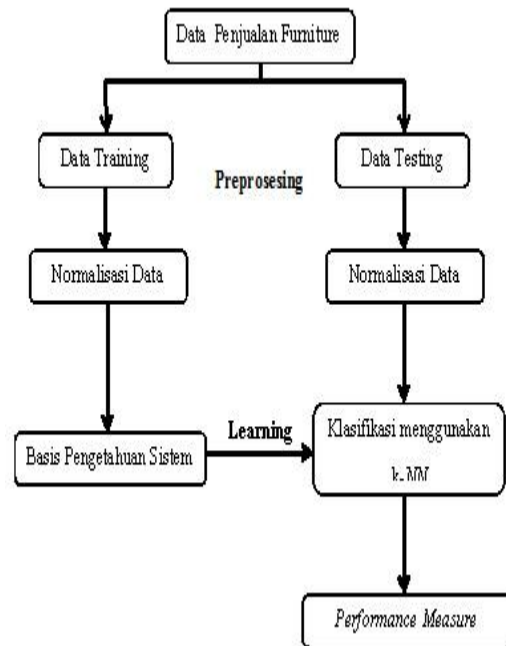 Data Penjualan Furniture
Data Training
Data Testing
Preprosesing
Normalisasi Data
Normalisasi Data
Learning
Basis Pengetahuan Sistem
Klasifikasi menggunakan
k-NN
Performance Measure